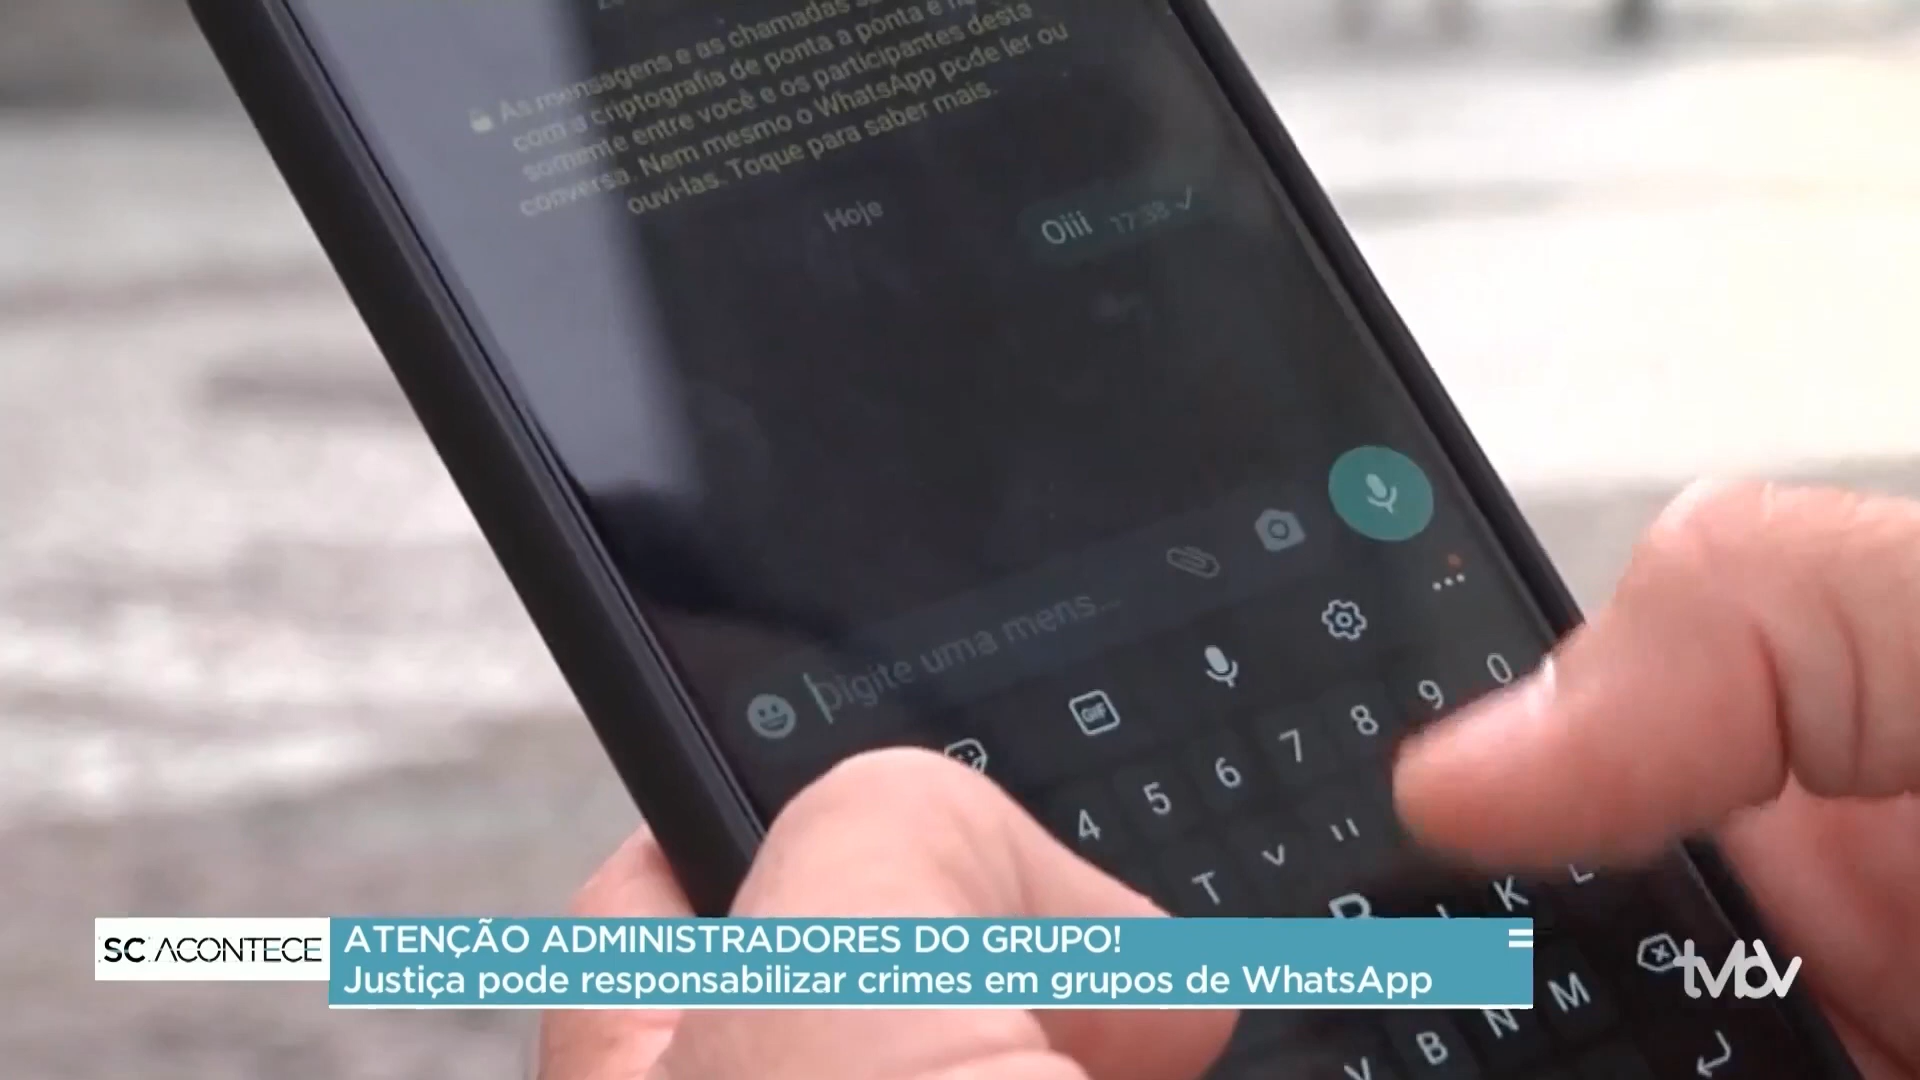 As mensagens e as chamadas
com a criptografia de ponta a ponta e
somente entre você e os participantes desta
conversa. Nem mesmo o WhatsApp pode ler ou
ouvi-las. Toque para saber mais.
Hoje
Oiii 17:38
Digite uma mens...
GIF
4 5 6 7 8 9 0
T
K L
V B N M
SC ACONTECE
ATENÇÃO ADMINISTRADORES DO GRUPO!
Justiça pode responsabilizar crimes em grupos de WhatsApp
tvbv